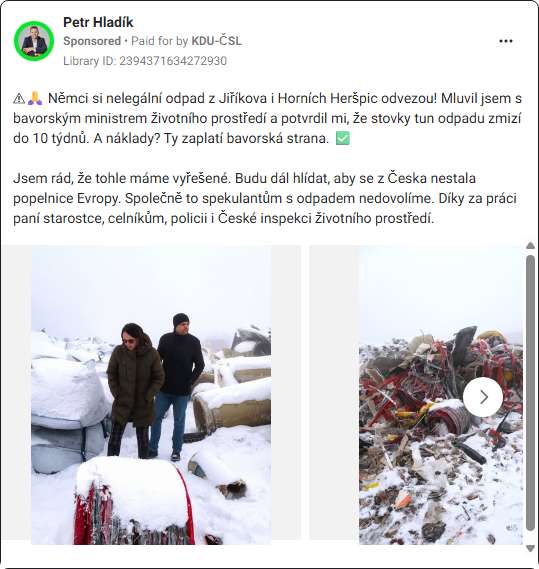 Petr Hladík
Sponsored • Paid for by KDU-ČSL
Library ID: 2394371634272930
⚠🙏 Němci si nelegální odpad z Jiříkova i Horních Heršpic odvezou! Mluvil jsem s
bavorským ministrem životního prostředí a potvrdil mi, že stovky tun odpadu zmizí
do 10 týdnů. A náklady? Ty zaplatí bavorská strana. ✅
Jsem rád, že tohle máme vyřešené. Budu dál hlídat, aby se z Česka nestala
popelnice Evropy. Společně to spekulantům s odpadem nedovolíme. Díky za práci
paní starostce, celníkům, policii i České inspekci životního prostředí.